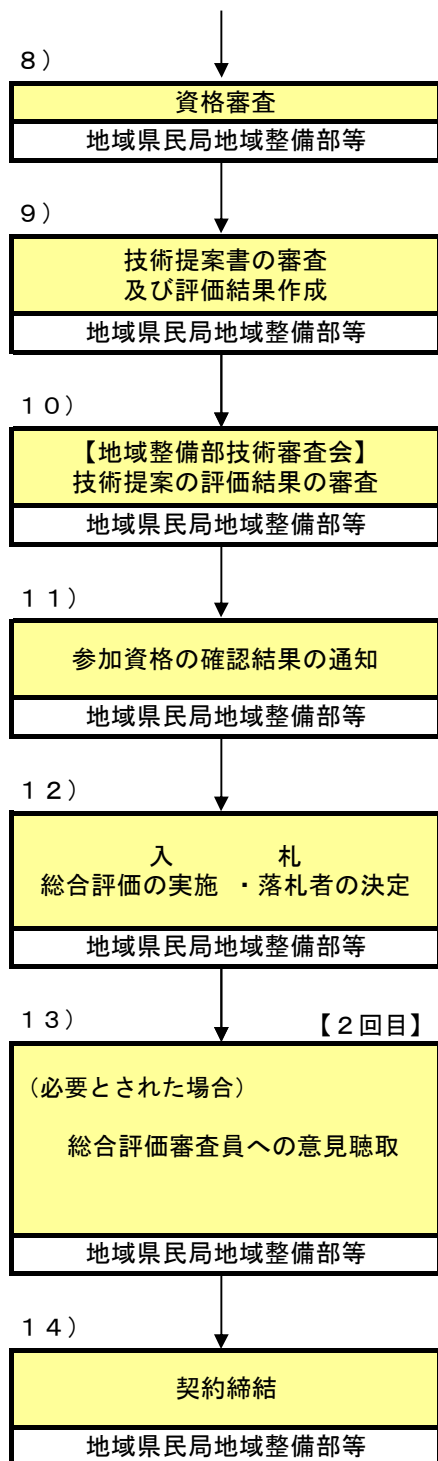 ８）
資格審査
地域県民局地域整備部等
９）
技術提案書の審査
及び評価結果作成
地域県民局地域整備部等
１０）
【地域整備部技術審査会】
技術提案の評価結果の審査
地域県民局地域整備部等
１１）
参加資格の確認結果の通知
地域県民局地域整備部等
１２）
入　　　　札
総合評価の実施　・落札者の決定
地域県民局地域整備部等
１３）　【２回目】
（必要とされた場合）
総合評価審査員への意見聴取
地域県民局地域整備部等
１４）
契約締結
地域県民局地域整備部等